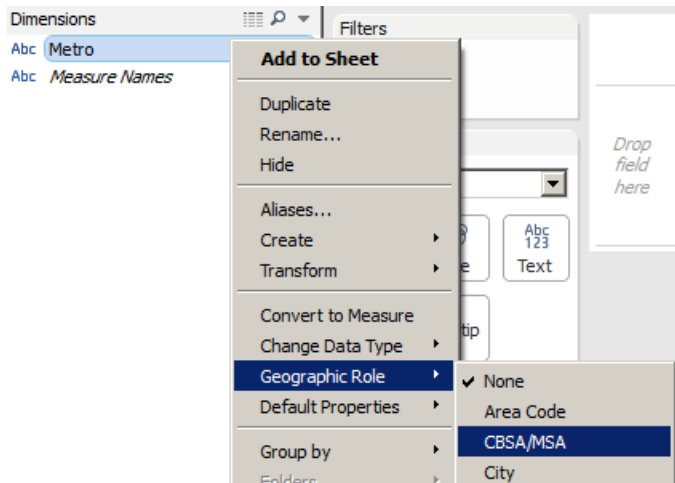 Dimensions
Abc Metro
Abc Measure Names
Filters
Add to Sheet
Duplicate
Rename...
Hide
Aliases...
Create
Transform
Convert to Measure
Change Data Type
Geographic Role
Default Properties
Group by
Folders
None
Area Code
CBSA/MSA
City
Abc
123
Text
tip
Drop
field
here